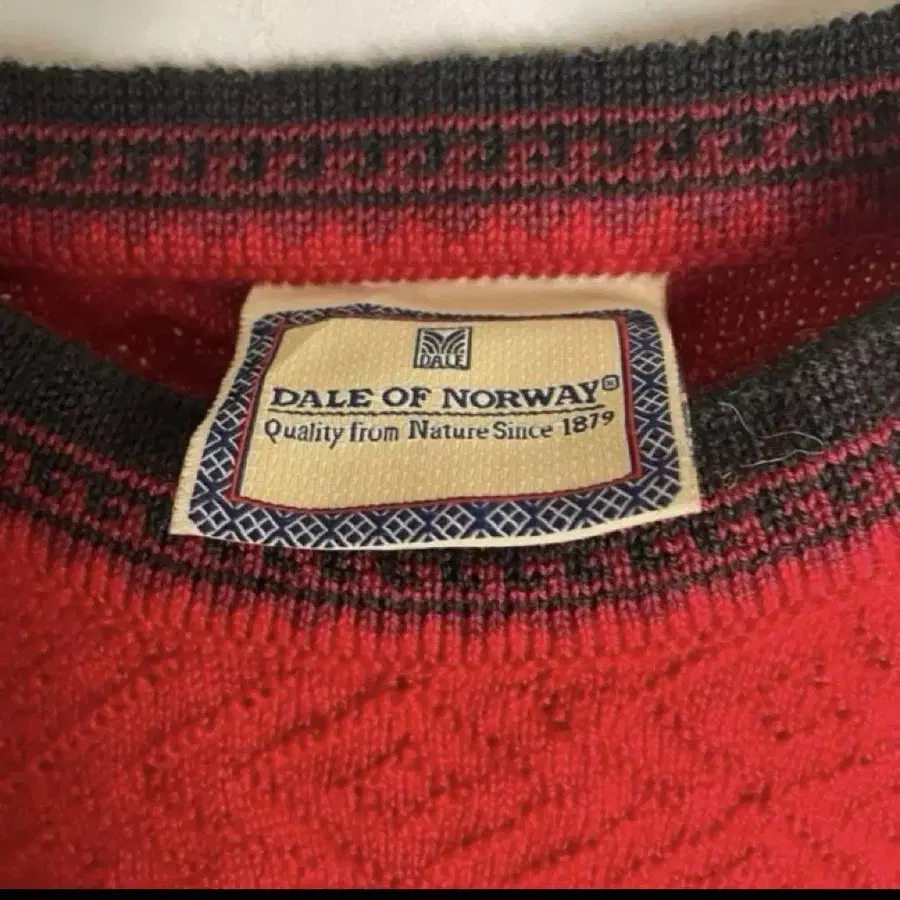 DALE
DALE OF NORWAY®
Quality from Nature Since 1879